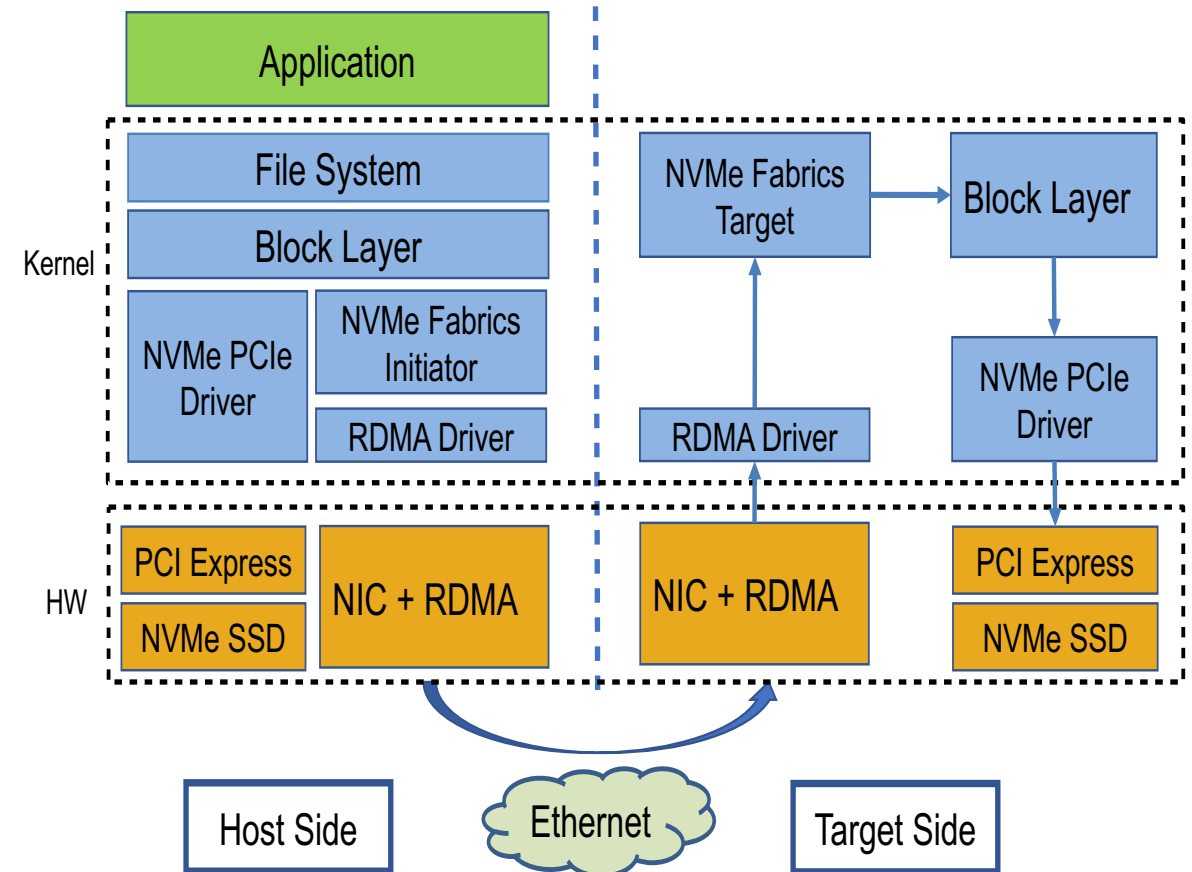 Application
Kernel
File System
Block Layer
NVMe PCIe
Driver
NVMe Fabrics
Initiator
RDMA Driver
NVMe Fabrics
Target
Block Layer
RDMA Driver
NVMe PCIe
Driver
HW
PCI Express
NVMe SSD
NIC + RDMA
NIC + RDMA
PCI Express
NVMe SSD
Host Side
Ethernet
Target Side